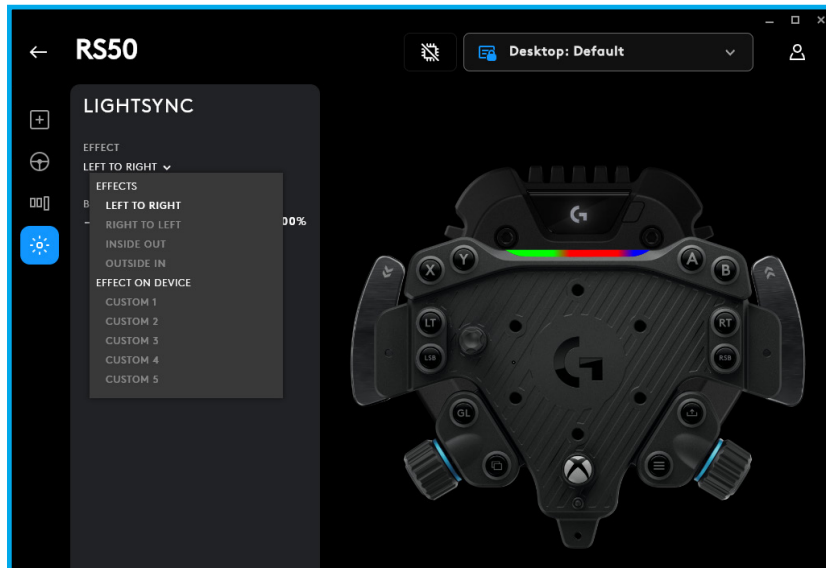 RS50
Desktop: Default
LIGHTSYNC
EFFECT
LEFT TO RIGHT
EFFECTS
B
LEFT TO RIGHT
RIGHT TO LEFT
00%
INSIDE OUT
OUTSIDE IN
EFFECT ON DEVICE
CUSTOM 1
CUSTOM 2
CUSTOM 3
CUSTOM 4
CUSTOM 5
X
Y
A
B
LT
RT
LSB
RSB
GL